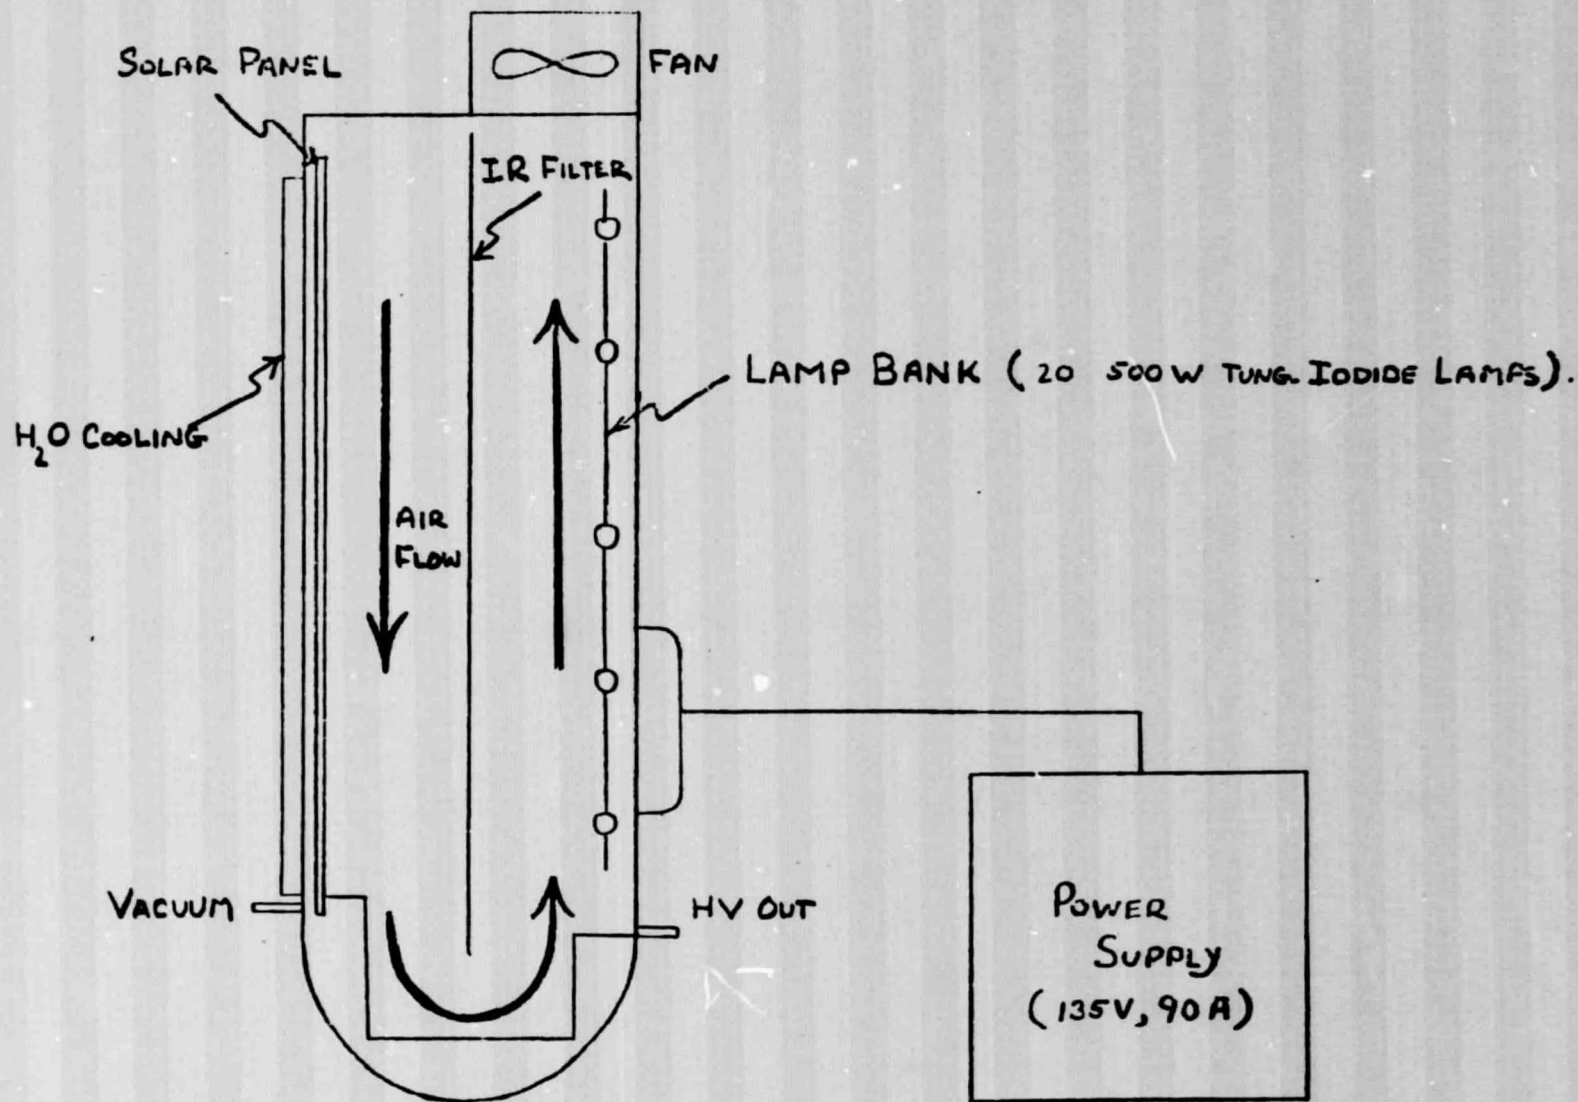 SOLAR PANEL
FAN
IR FILTER
LAMP BANK (20 500W TUNG. IODIDE LAMPS).
H₂O COOLING
AIR
FLOW
VACUUM
HV OUT
POWER
SUPPLY
(135V, 90A)